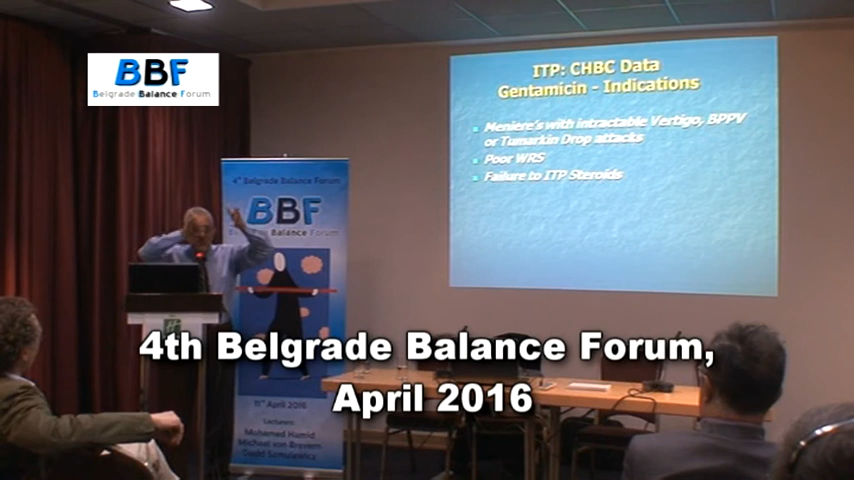 BBF
Belgrade Balance Forum
ITP: CHBC Data
Gentamicin - Indications
Meniere's with intractable Vertigo, BPPV
or Tumarkin Drop attacks
Poor WRS
Failure to ITP Steroids
4th Belgrade Balance Forum
BBF
Balance Forum
4th Belgrade Balance Forum,
April 2016
11th April 2016
Lecturers:
Mohamed Hamid
Michael von Brevern
David Szmulewicz